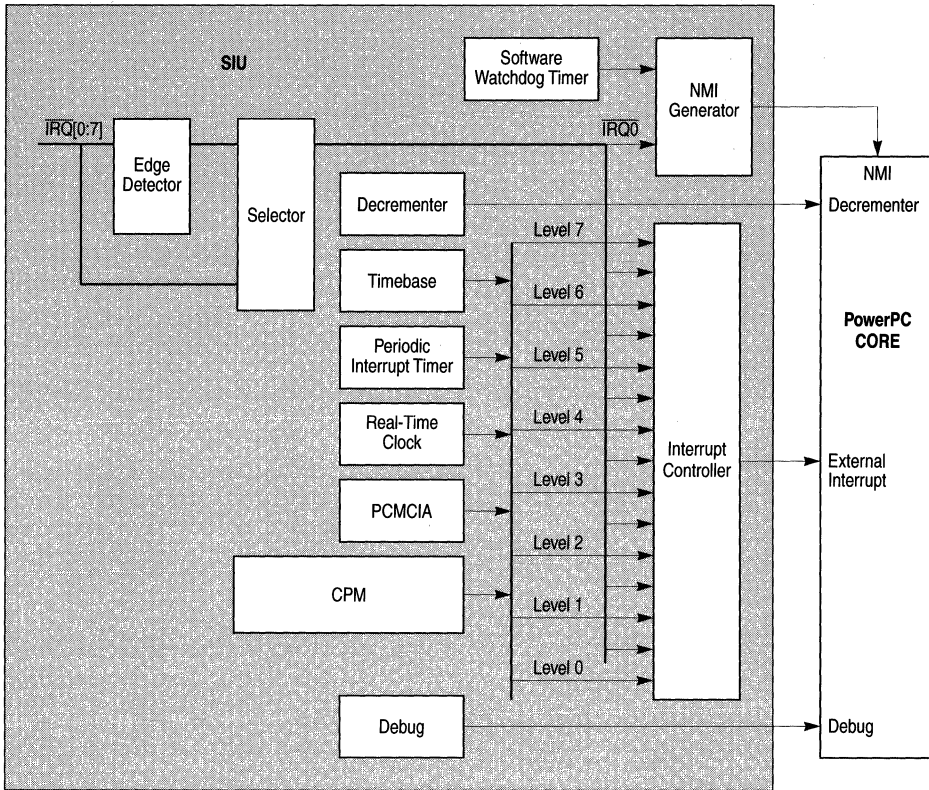 SIU
Software
Watchdog Timer
NMI
Generator
IRQ[0:7]
IRQ0
Edge
Detector
Selector
NMI
Decrementer
Decrementer
Level 7
Timebase
Level 6
PowerPC
CORE
Periodic
Interrupt Timer
Level 5
Real-Time
Clock
Level 4
Interrupt
Controller
External
Interrupt
Level 3
PCMCIA
Level 2
CPM
Level 1
Level 0
Debug
Debug